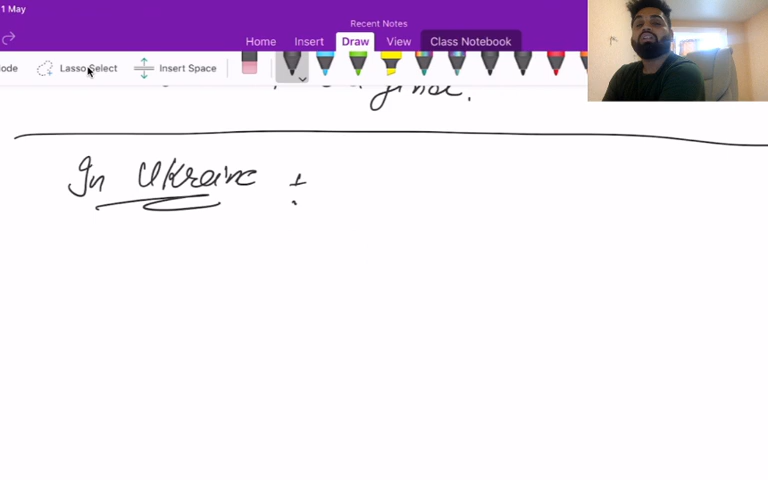 1 May
Recent Notes
Home Insert Draw View Class Notebook
ode Lasso Select Insert Space
In Ukraine :